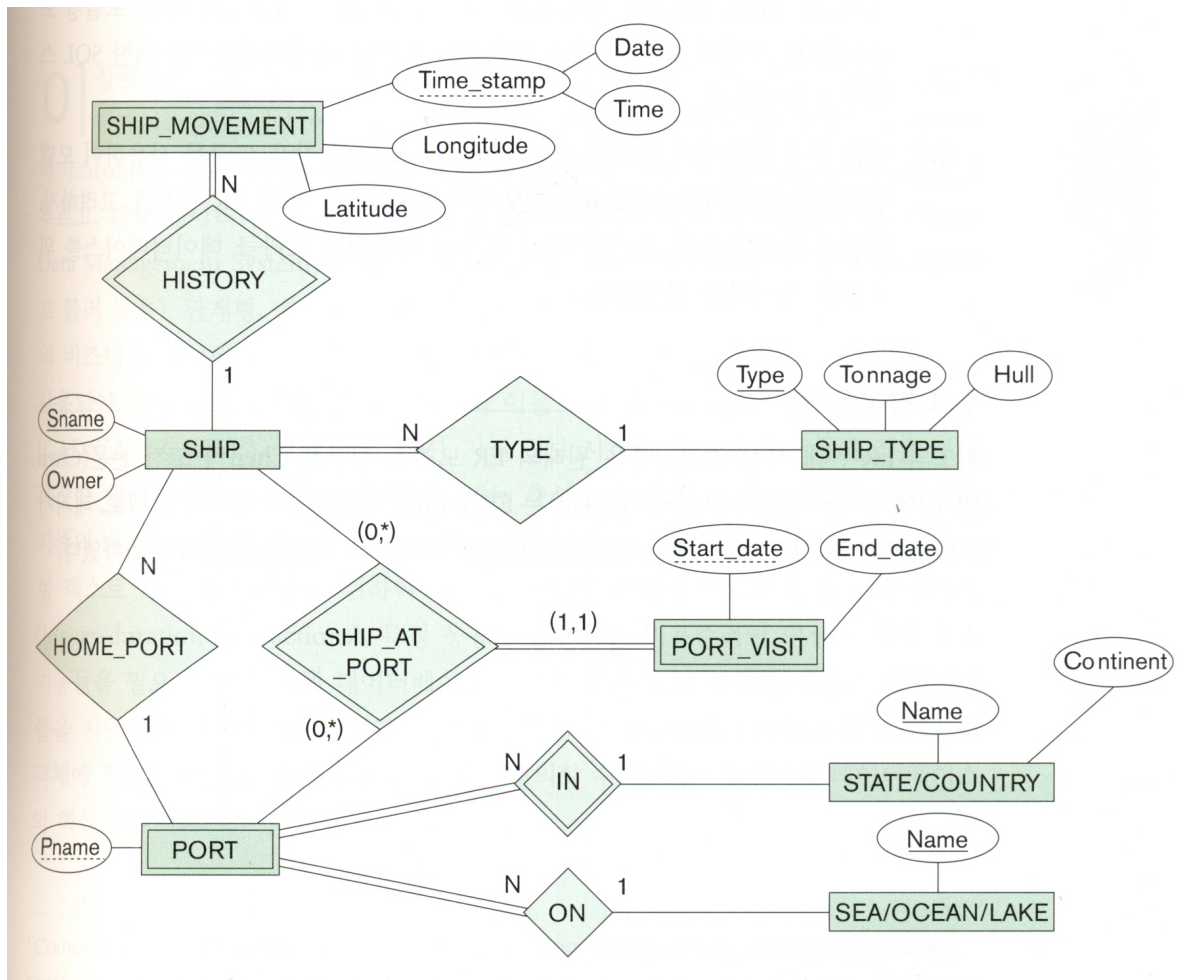 Date
Time_stamp
Time
SHIP_MOVEMENT
Longitude
N
Latitude
HISTORY
1
Type
Tonnage
Hull
Sname
SHIP
N
TYPE
1
SHIP_TYPE
Owner
(0,*)
Start_date
End_date
N
HOME_PORT
SHIP_AT
_PORT
(1,1)
PORT_VISIT
Continent
1
(0,*)
Name
N
IN
1
STATE/COUNTRY
Pname
PORT
Name
N
ON
1
SEA/OCEAN/LAKE